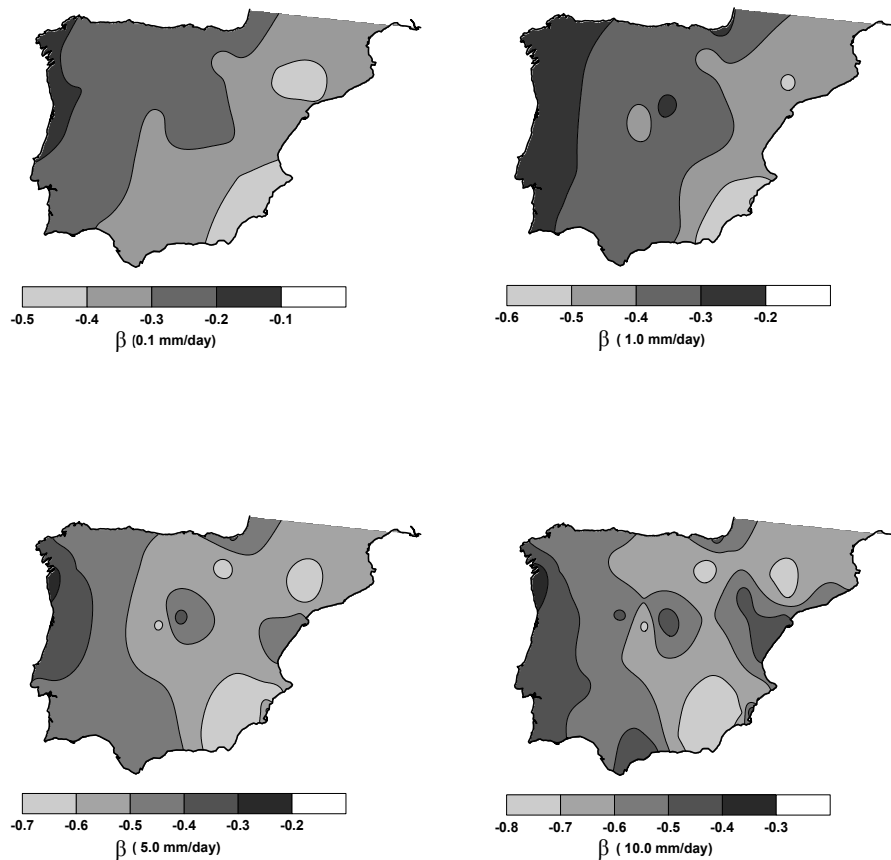 -0.5 -0.4 -0.3 -0.2 -0.1
β (0.1 mm/day)
-0.6 -0.5 -0.4 -0.3 -0.2
β ( 1.0 mm/day)
-0.7 -0.6 -0.5 -0.4 -0.3 -0.2
β ( 5.0 mm/day)
-0.8 -0.7 -0.6 -0.5 -0.4 -0.3
β ( 10.0 mm/day)